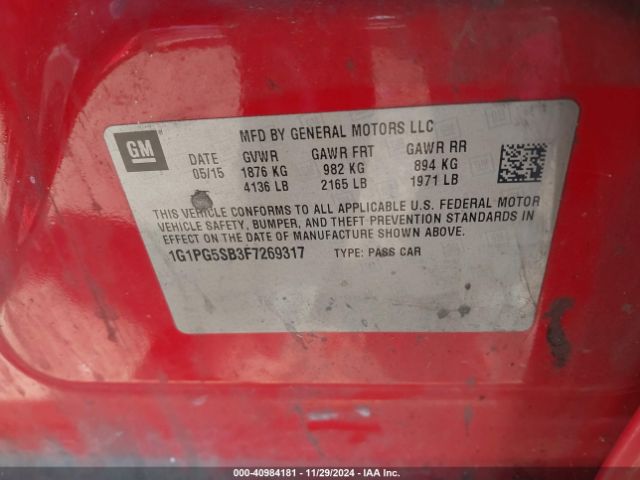 GM
MFD BY GENERAL MOTORS LLC
DATE GVWR GAWR FRT GAWR RR
05/15 1876 KG 982 KG 894 KG
4136 LB 2165 LB 1971 LB
THIS VEHICLE CONFORMS TO ALL APPLICABLE U.S. FEDERAL MOTOR
VEHICLE SAFETY, BUMPER, AND THEFT PREVENTION STANDARDS IN
EFFECT ON THE DATE OF MANUFACTURE SHOWN ABOVE.
1G1PG5SB3F7269317 TYPE: PASS CAR
000-40984181 - 11/29/2024 - IAA Inc.